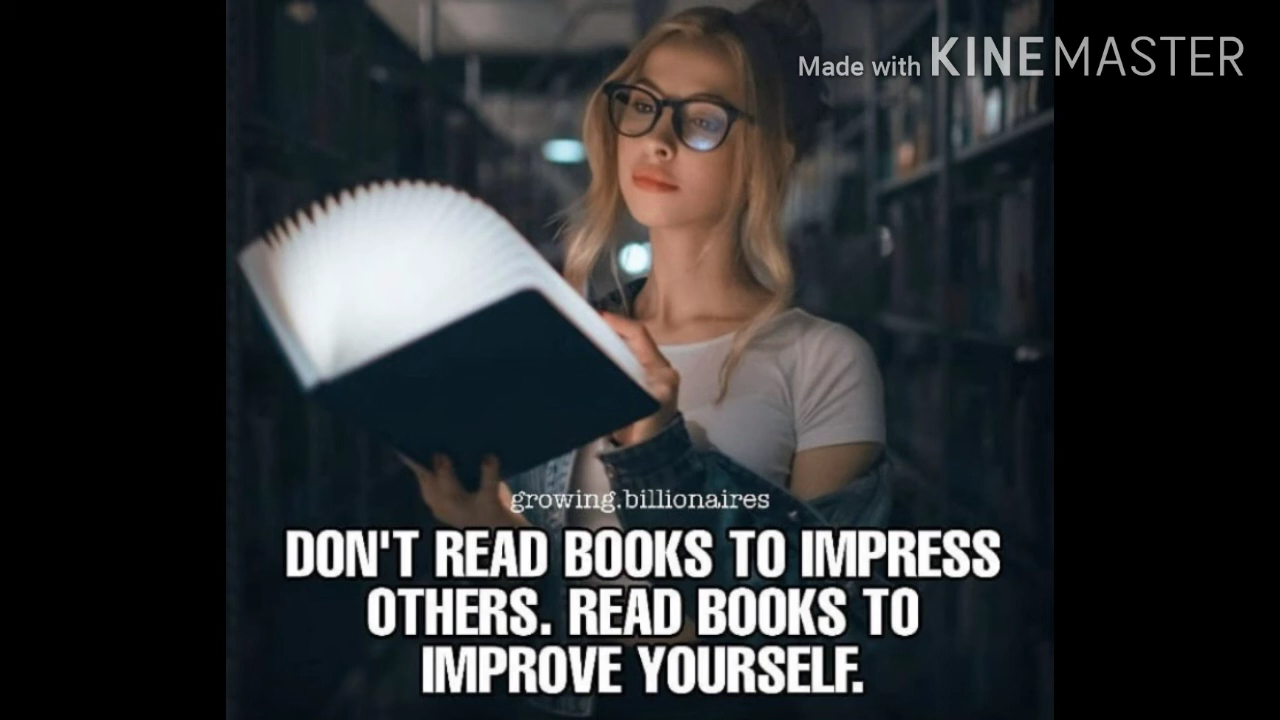 Made with KINEMASTER
growing.billionaires
DON'T READ BOOKS TO IMPRESS
OTHERS. READ BOOKS TO
IMPROVE YOURSELF.